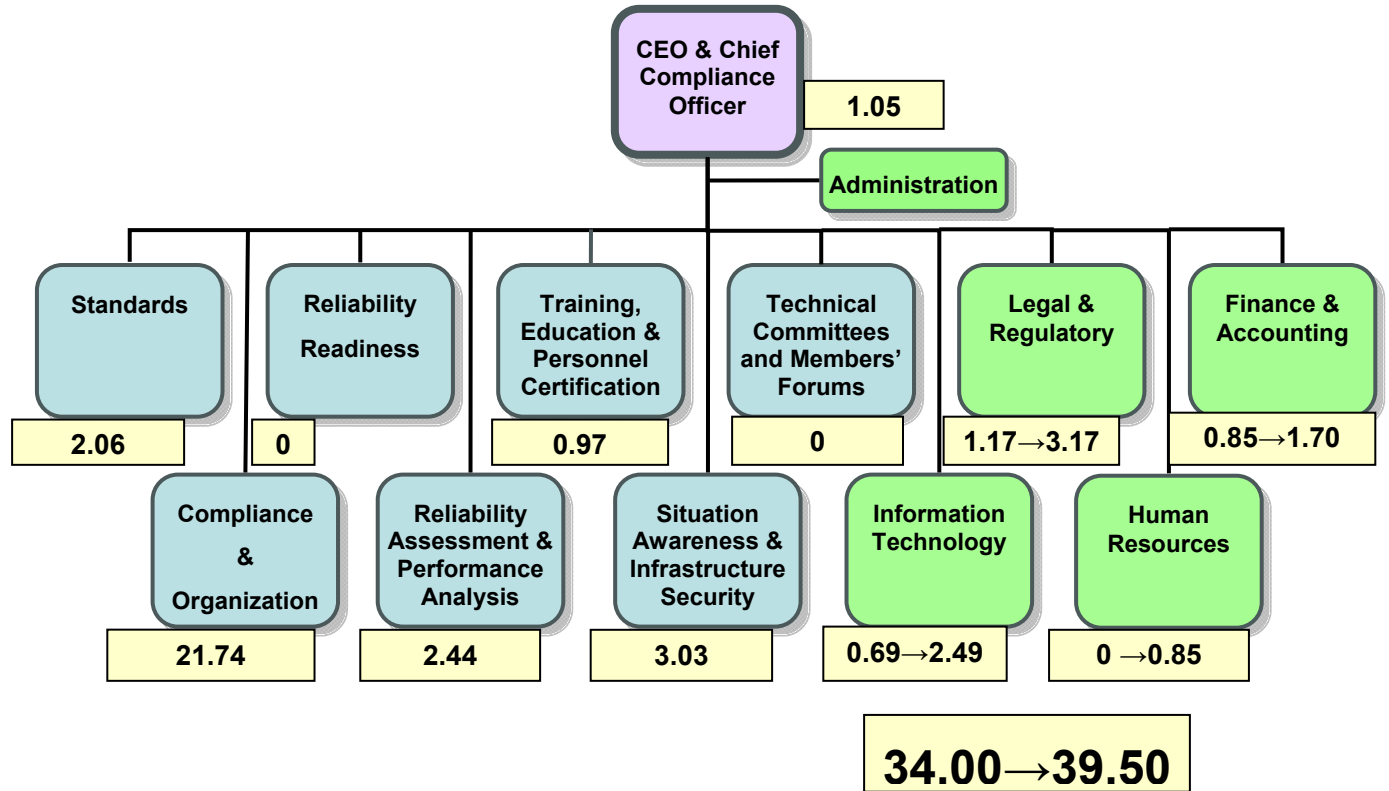 CEO & Chief
Compliance
Officer
1.05
Administration
Standards
2.06
Reliability
Readiness
0
Training,
Education &
Personnel
Certification
0.97
Technical
Committees
and Members’
Forums
0
Legal &
Regulatory
1.17→3.17
Finance &
Accounting
0.85→1.70
Compliance
&
Organization
21.74
Reliability
Assessment &
Performance
Analysis
2.44
Situation
Awareness &
Infrastructure
Security
3.03
Information
Technology
0.69→2.49
Human
Resources
0 →0.85
34.00→39.50